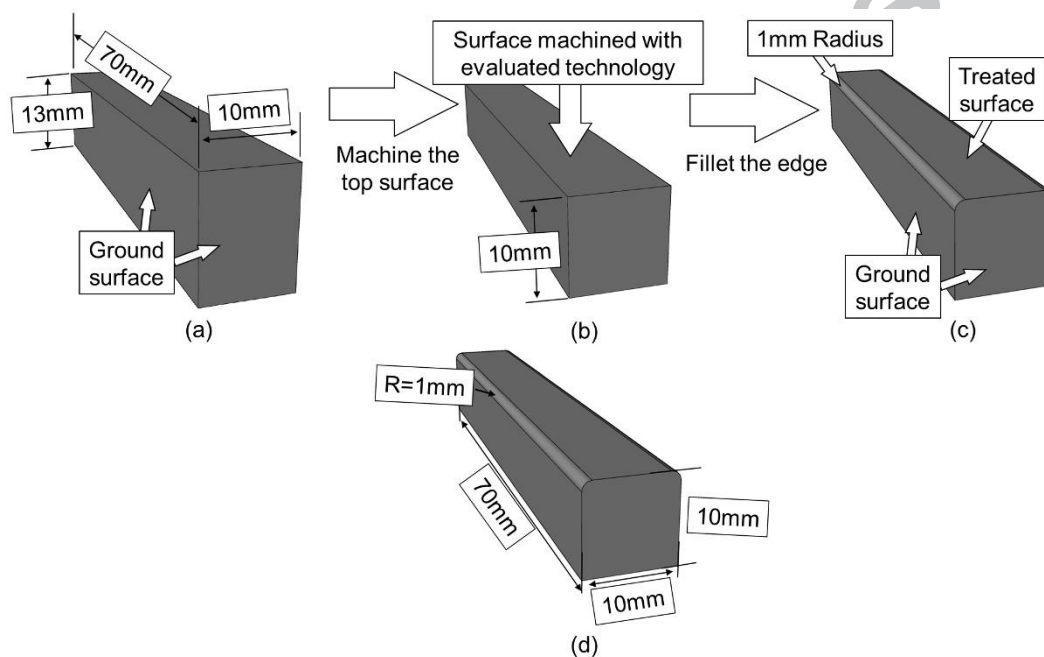 70mm
13mm
10mm
Ground
surface
(a)
Machine the
top surface
Surface machined with
evaluated technology
10mm
(b)
Fillet the edge
1mm Radius
Treated
surface
Ground
surface
(c)
R=1mm
70mm
10mm
10mm
(d)